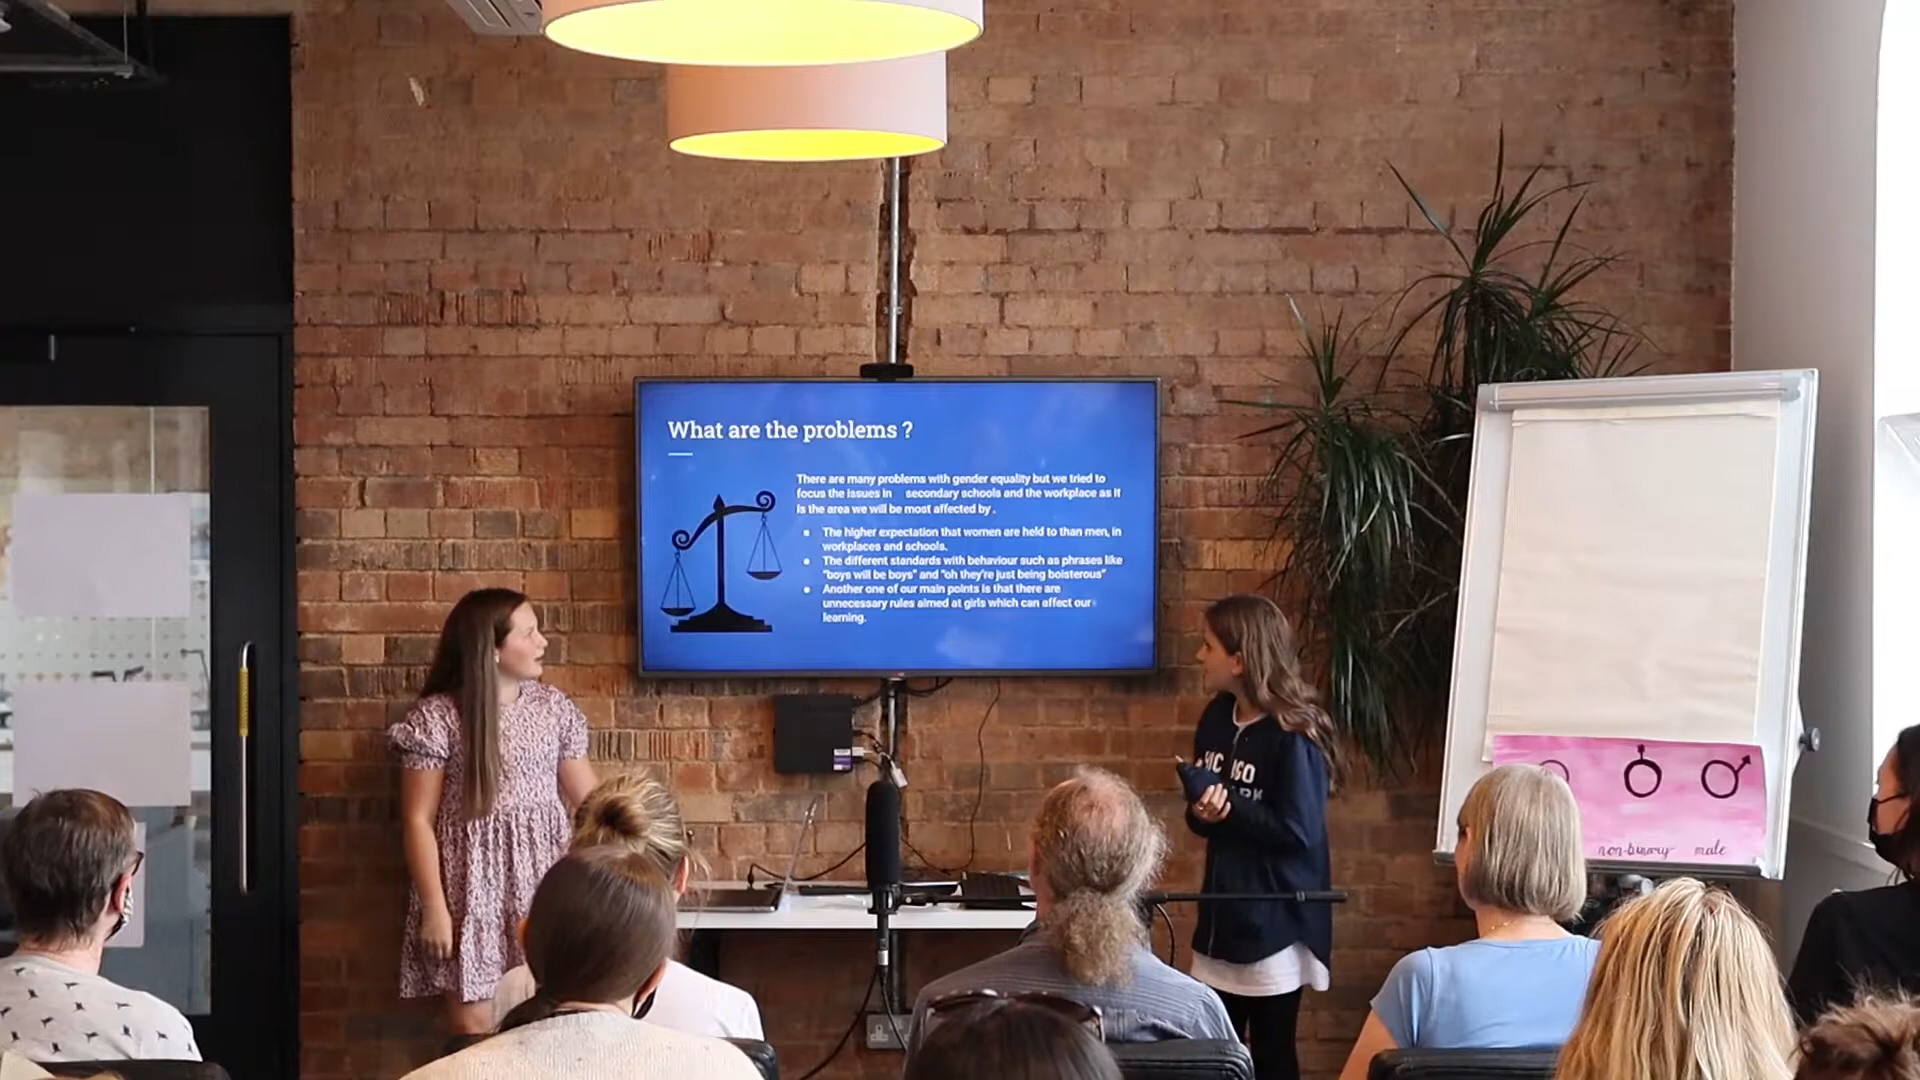 What are the problems ?
There are many problems with gender equality but we tried to
focus the issues in secondary schools and the workplace as it
is the area we will be most affected by .
The higher expectation that women are held to than men, in
workplaces and schools.
The different standards with behaviour such as phrases like
"boys will be boys" and "oh they're just being boisterous"
Another one of our main points is that there are
unnecessary rules aimed at girls which can affect our
learning.
non-binary male